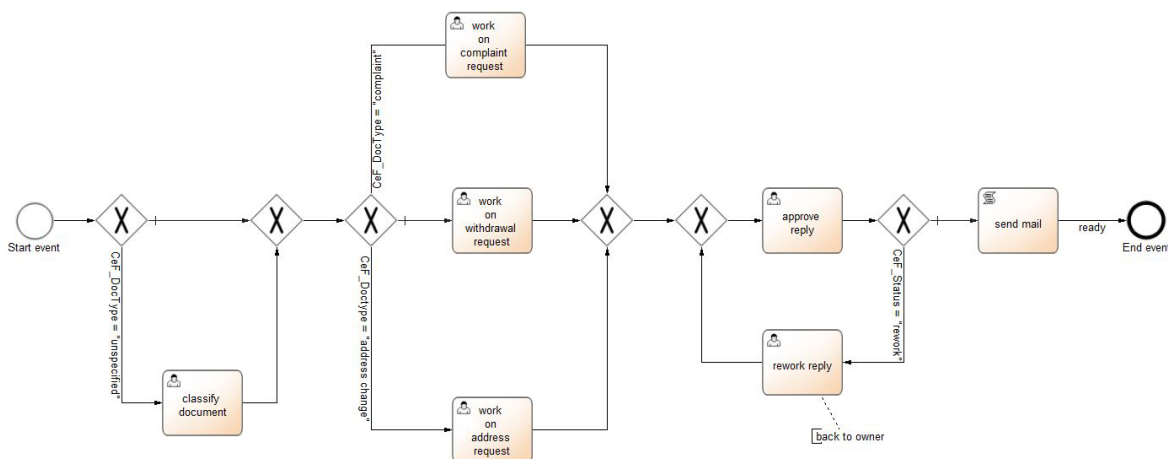 work
on
complaint
request
CeF_DocType = "complaint"
Start event
CeF_DocType = "unspecified"
classify
document
work
on
withdrawal
request
CeF_Doctype = "address change"
work
on
address
request
approve
reply
CeF_Status = "rework"
rework reply
back to owner
send mail
ready
End event